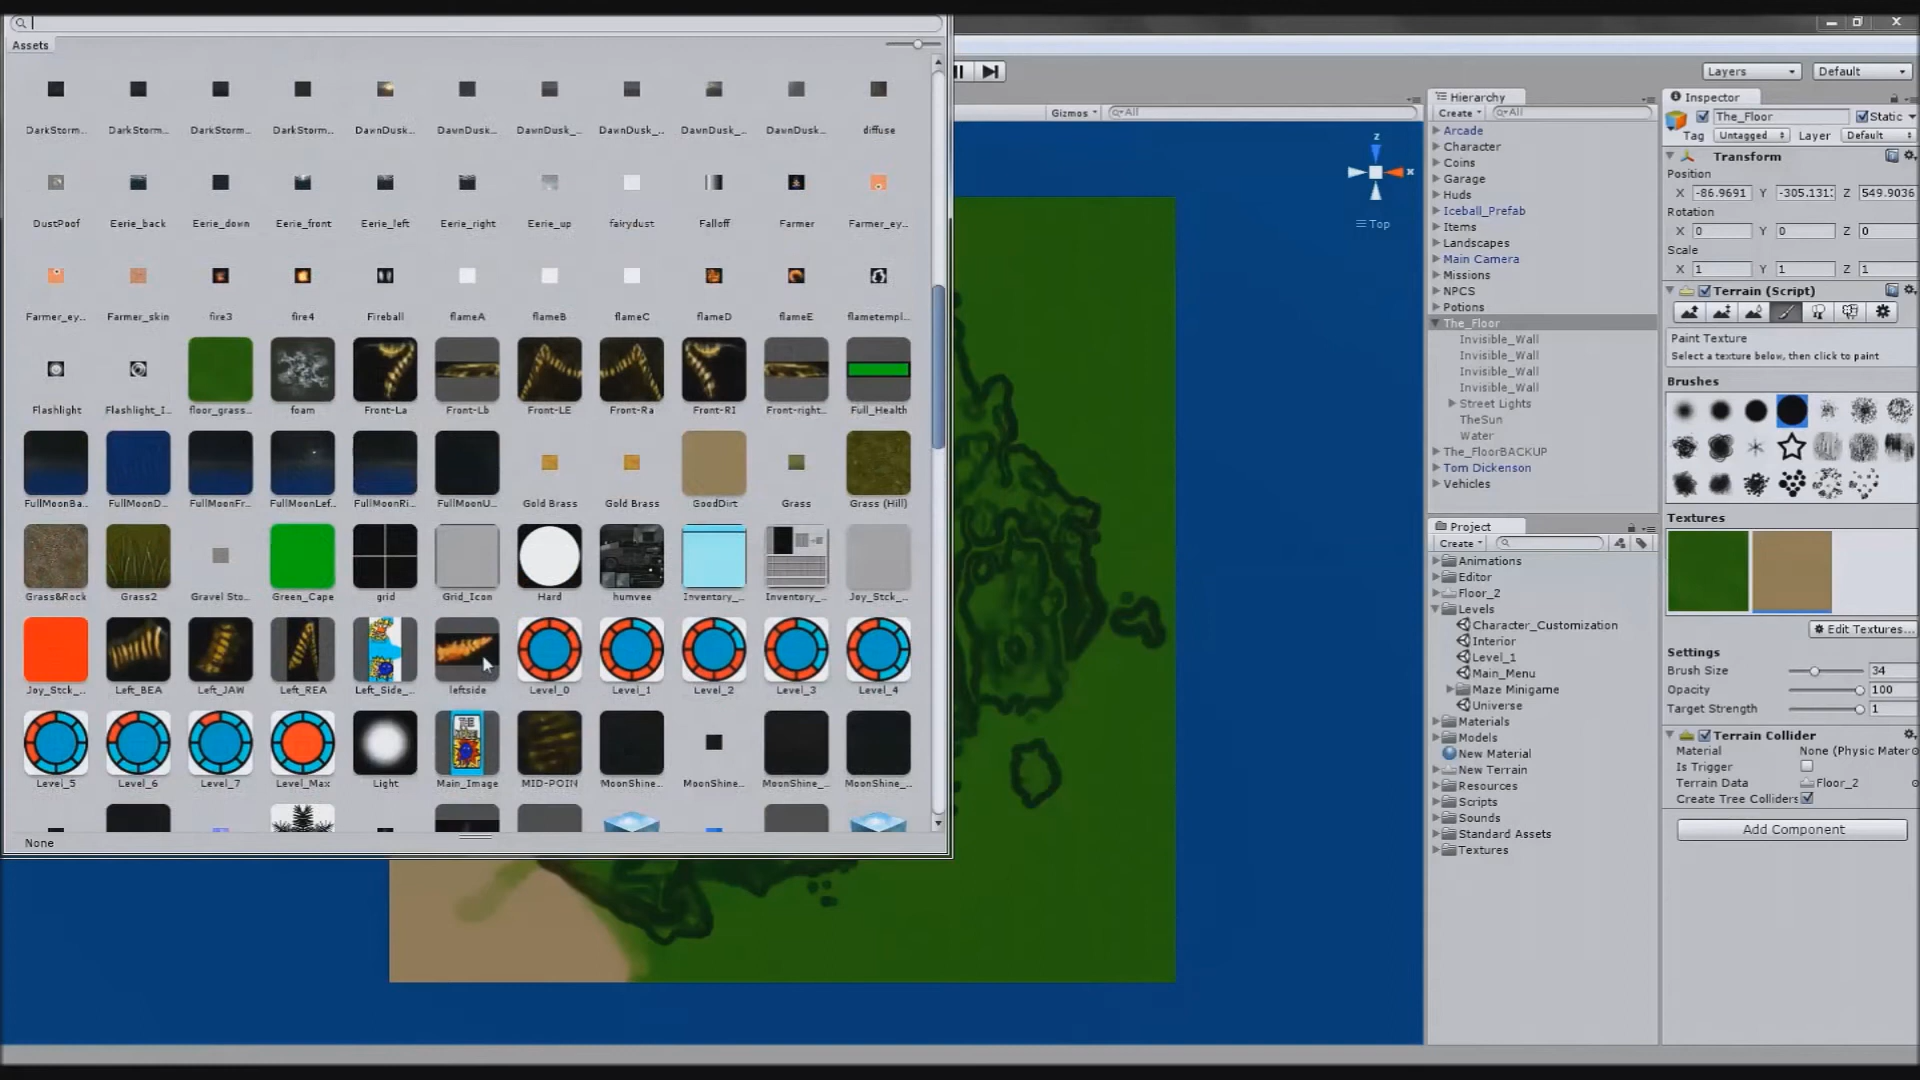 Assets
DarkStorm... DarkStorm... DarkStorm... DarkStorm... DawnDusk... DawnDusk... DawnDusk_... DawnDusk_... DawnDusk_... DawnDusk... diffuse
DustPoof Eerie_back Eerie_down Eerie_front Eerie_left Eerie_right Eerie_up fairydust Falloff Farmer Farmer_ey...
Farmer_ey... Farmer_skin fire3 fire4 Fireball flameA flameB flameC flameD flameE flametempl...
Flashlight Flashlight_I... floor_grass... foam Front-La Front-Lb Front-LE Front-Ra Front-RI Front-right... Full_Health
FullMoonBa... FullMoonD... FullMoonFr... FullMoonLef... FullMoonRi... FullMoonU... Gold Brass Gold Brass GoodDirt Grass Grass (Hill)
Grass&Rock Grass2 Gravel Sto... Green_Cape grid Grid_Icon Hard humvee Inventory_... Inventory_... Joy_Stck_...
Joy_Stck_... Left_BEA Left_JAW Left_REA Left_Side_... leftside Level_0 Level_1 Level_2 Level_3 Level_4
Level_5 Level_6 Level_7 Level_Max Light Main_Image MID-POIN MoonShine... MoonShine... MoonShine_... MoonShine_...
None
Gizmos All
z
x
Top
Layers Default
Hierarchy
Create All
Arcade
Character
Coins
Garage
Huds
Iceball_Prefab
Items
Landscapes
Main Camera
Missions
NPCS
Potions
The_Floor
Invisible_Wall
Invisible_Wall
Invisible_Wall
Invisible_Wall
Street Lights
TheSun
Water
The_FloorBACKUP
Tom Dickenson
Vehicles
Project
Create
Animations
Editor
Floor_2
Levels
Character_Customization
Interior
Level_1
Main_Menu
Maze Minigame
Universe
Materials
Models
New Material
New Terrain
Resources
Scripts
Sounds
Standard Assets
Textures
Inspector
The_Floor Static
Tag Untagged Layer Default
Transform
Position
X -86.9691 Y -305.131: Z 549.9036
Rotation
X 0 Y 0 Z 0
Scale
X 1 Y 1 Z 1
Terrain (Script)
Paint Texture
Select a texture below, then click to paint
Brushes
Textures
Edit Textures...
Settings
Brush Size 34
Opacity 100
Target Strength 1
Terrain Collider
Material None (Physic Mater
Is Trigger
Terrain Data Floor_2
Create Tree Colliders
Add Component